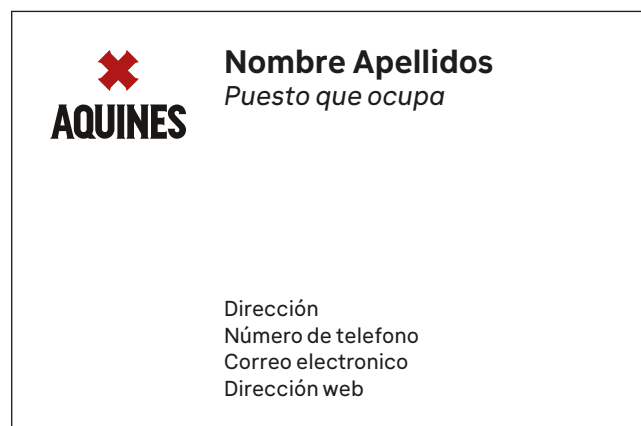 AQUINES
Nombre Apellidos
Puesto que ocupa
Dirección
Número de telefono
Correo electronico
Dirección web